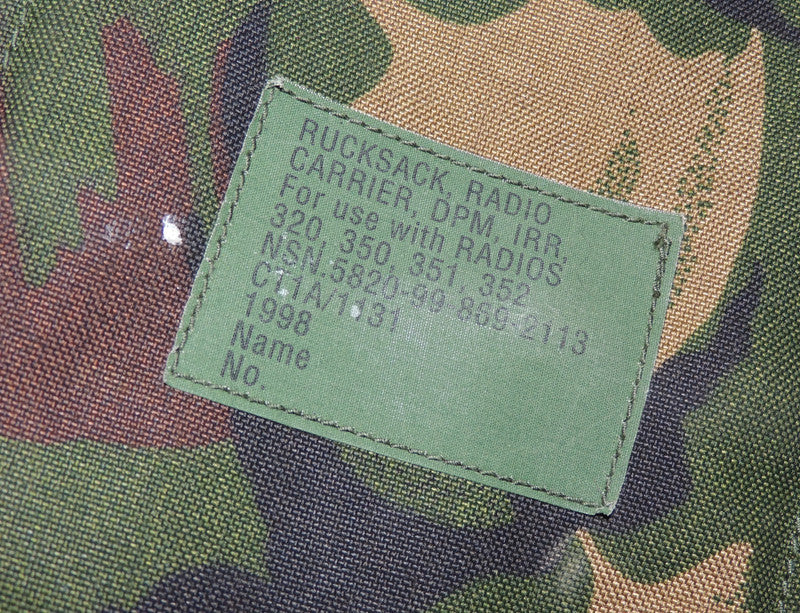 RUCKSACK, RADIO
CARRIER, DPM, IRR,
For use with RADIOS
320, 350, 351, 352
NSN.5820-99-869-2113
C11A/1131
1998
Name
No.